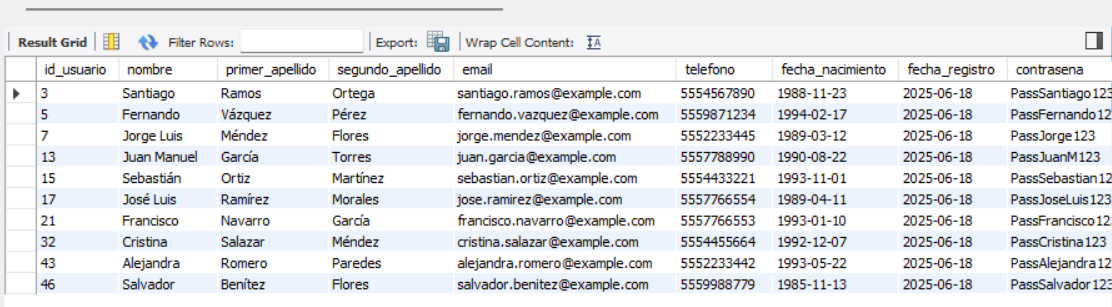 Result Grid Filter Rows: Export: Wrap Cell Content:
id_usuario nombre primer_apellido segundo_apellido email telefono fecha_nacimiento fecha_registro contrasena
3 Santiago Ramos Ortega santiago.ramos@example.com 5554567890 1988-11-23 2025-06-18 PassSantiago123
5 Fernando Vázquez Pérez fernando.vazquez@example.com 5559871234 1994-02-17 2025-06-18 PassFernando12
7 Jorge Luis Méndez Flores jorge.mendez@example.com 5552233445 1989-03-12 2025-06-18 PassJorge123
13 Juan Manuel García Torres juan.garcia@example.com 5557788990 1990-08-22 2025-06-18 PassJuanM123
15 Sebastián Ortiz Martínez sebastian.ortiz@example.com 5554433221 1993-11-01 2025-06-18 PassSebastian12
17 José Luis Ramírez Morales jose.ramirez@example.com 5557766554 1989-04-11 2025-06-18 PassJoseLuis123
21 Francisco Navarro García francisco.navarro@example.com 5557766553 1993-01-10 2025-06-18 PassFrancisco12
32 Cristina Salazar Méndez cristina.salazar@example.com 5554455664 1992-12-07 2025-06-18 PassCristina123
43 Alejandra Romero Paredes alejandra.romero@example.com 5552233442 1993-05-22 2025-06-18 PassAlejandra12
46 Salvador Benítez Flores salvador.benitez@example.com 5559988779 1985-11-13 2025-06-18 PassSalvador123